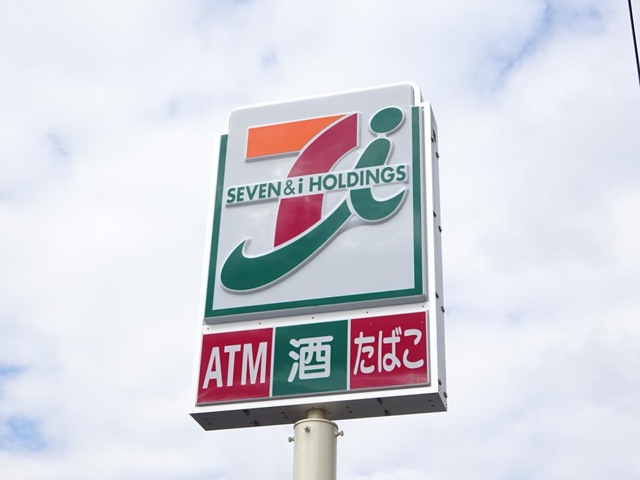 SEVEN & i HOLDINGS
ATM 酒 たばこ